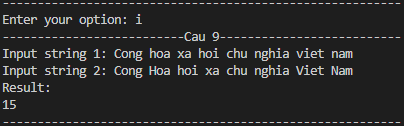 --------------------------------------------------
Enter your option: i
-----------------------Cau 9-----------------------
Input string 1: Cong hoa xa hoi chu nghia viet nam
Input string 2: Cong Hoa hoi xa chu nghia Viet Nam
Result:
15
--------------------------------------------------